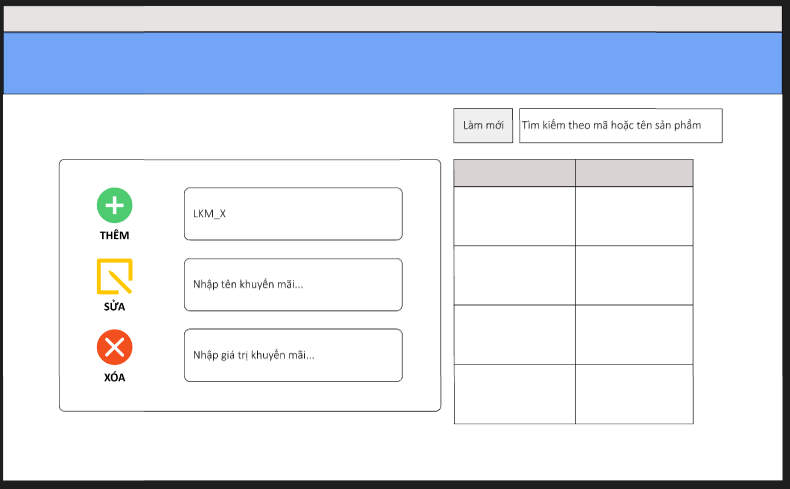 Làm mới
Tìm kiếm theo mã hoặc tên sản phẩm
THÊM
LKM_X
SỬA
Nhập tên khuyến mãi...
XÓA
Nhập giá trị khuyến mãi...